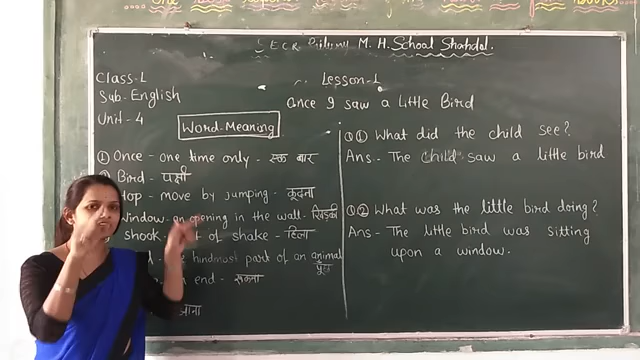 SECR Primary M. H. School Shahdol.
Class-I
Sub-English
Unit-4
Lesson-1
Once I saw a Little Bird
Word-Meaning
① Once - one time only - एक बार
② Bird - पक्षी
Hop - move by jumping - कूदना
Window - an opening in the wall - खिड़की
shook - of shake - हिला
hindmost part of an animal
पूंछ
end - रूकना
जाना
Q① What did the child see?
Ans:- The child saw a little bird
Q② What was the little bird doing?
Ans - The little bird was sitting
upon a window.